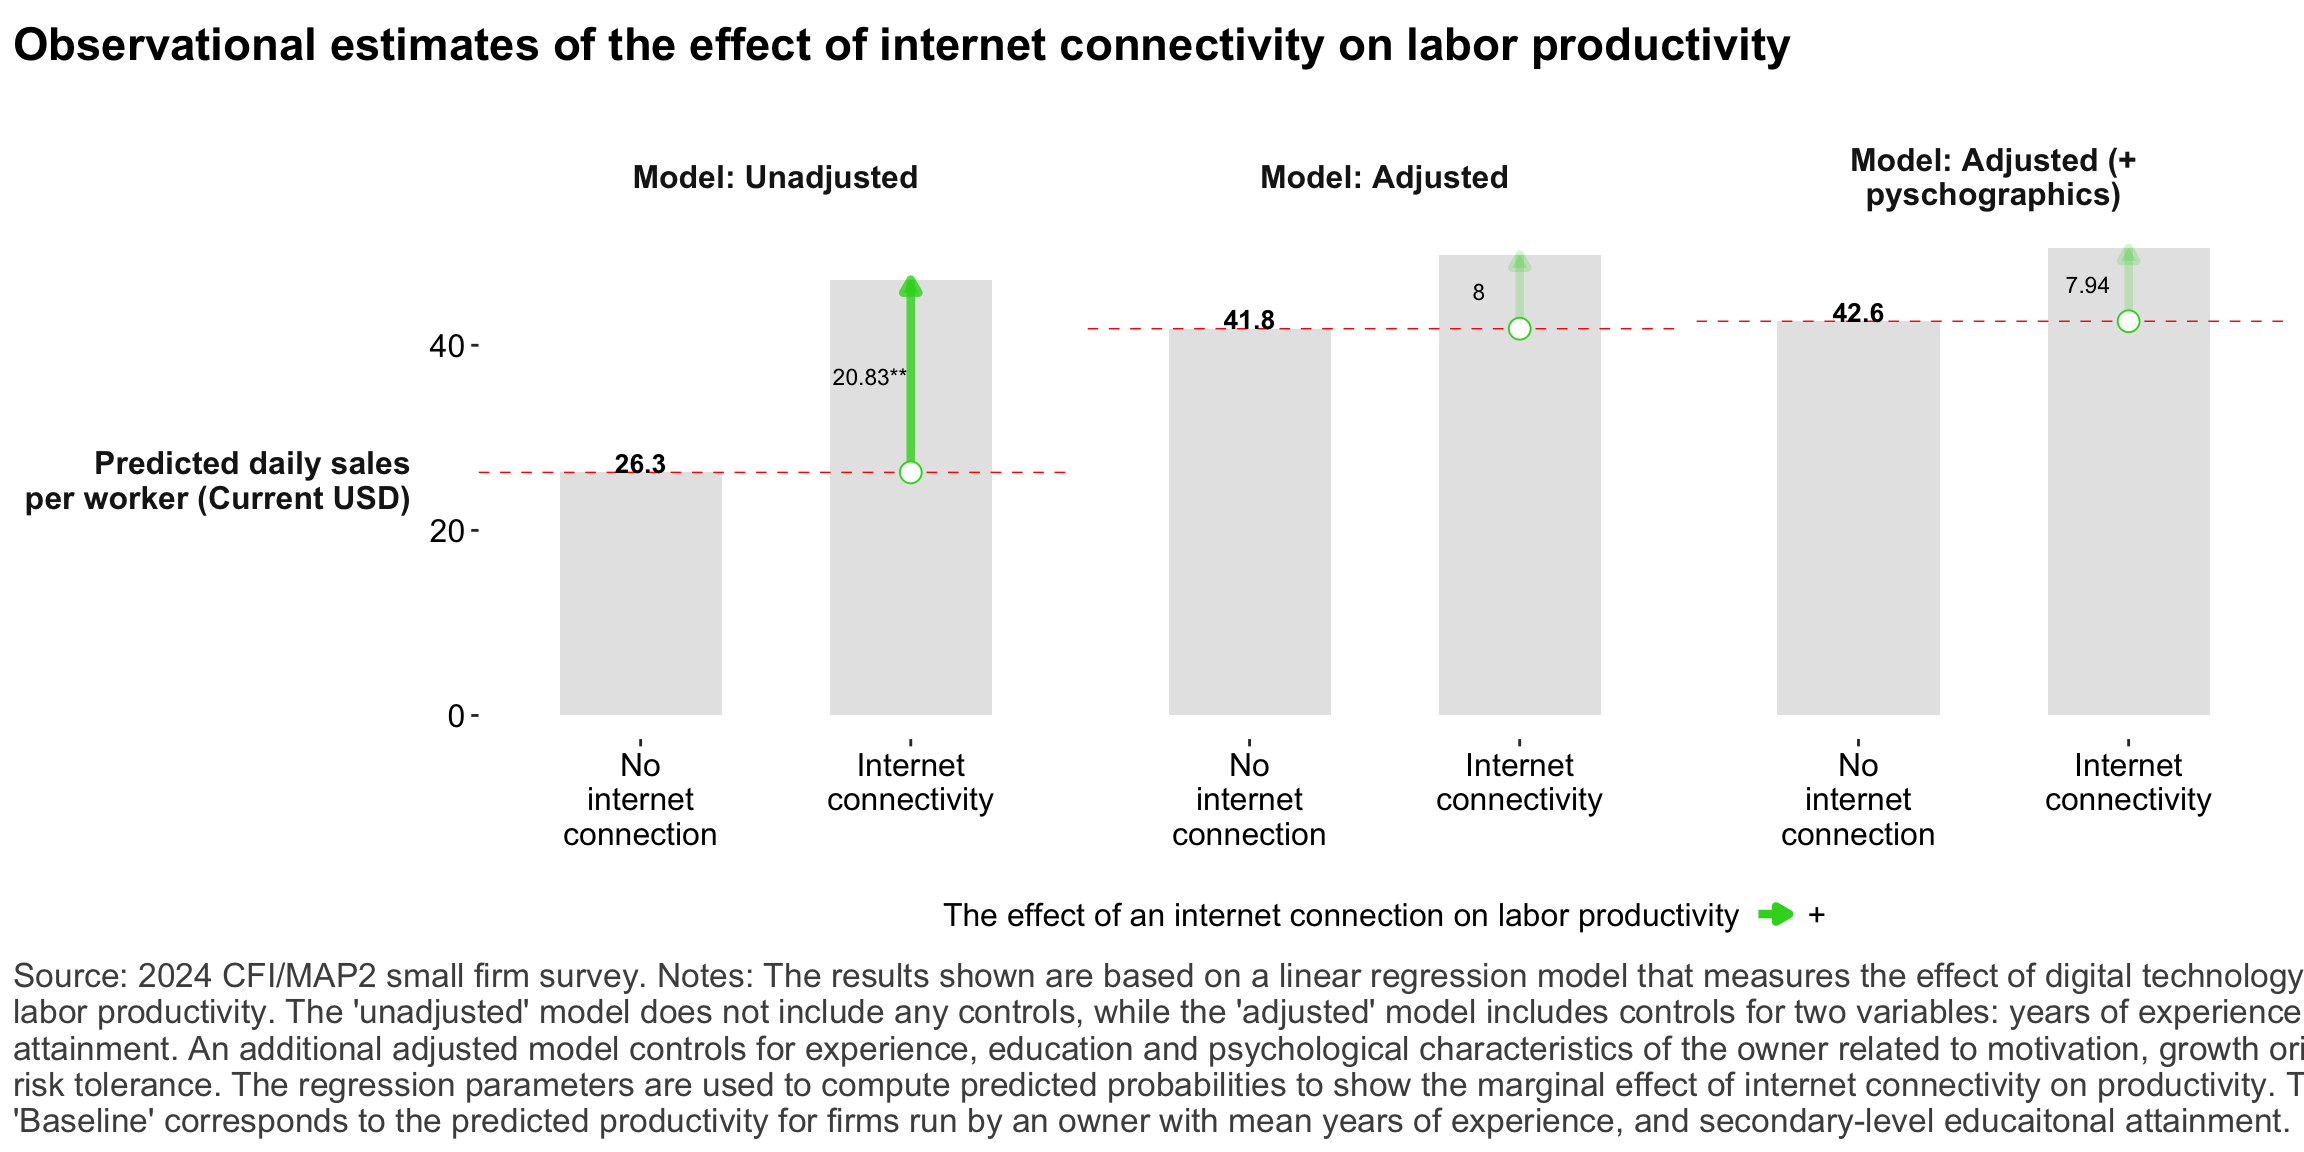 Observational estimates of the effect of internet connectivity on labor productivity
Model: Unadjusted
Model: Adjusted
Model: Adjusted (+
pyschographics)
Predicted daily sales
per worker (Current USD)
40
20
0
26.3
20.83**
41.8
8
42.6
7.94
No
internet
connection
Internet
connectivity
No
internet
connection
Internet
connectivity
No
internet
connection
Internet
connectivity
The effect of an internet connection on labor productivity +
Source: 2024 CFI/MAP2 small firm survey. Notes: The results shown are based on a linear regression model that measures the effect of digital technology
labor productivity. The 'unadjusted' model does not include any controls, while the 'adjusted' model includes controls for two variables: years of experience
attainment. An additional adjusted model controls for experience, education and psychological characteristics of the owner related to motivation, growth ori
risk tolerance. The regression parameters are used to compute predicted probabilities to show the marginal effect of internet connectivity on productivity. T
'Baseline' corresponds to the predicted productivity for firms run by an owner with mean years of experience, and secondary-level educaitonal attainment.